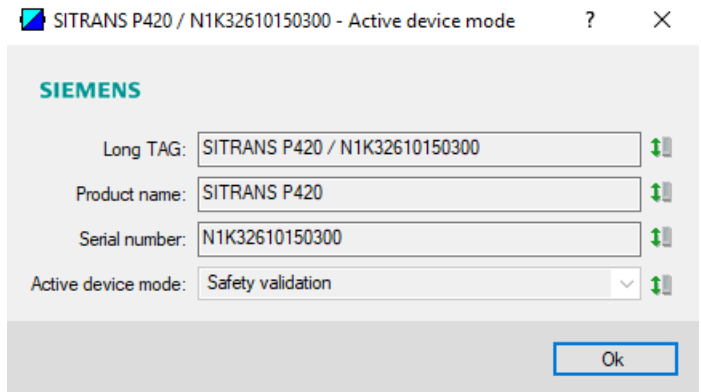 SITRANS P420 / N1K32610150300 - Active device mode ? ×
SIEMENS
Long TAG: SITRANS P420 / N1K32610150300
Product name: SITRANS P420
Serial number: N1K32610150300
Active device mode: Safety validation
Ok